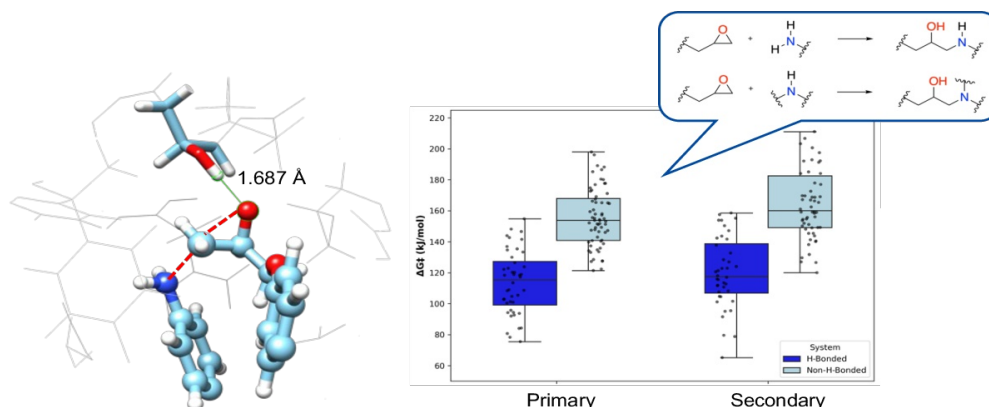 1.687 Å
O + H N H OH H N
O + H N OH N
220
200
180
160
140
120
100
80
60
ΔG‡ (kJ/mol)
System
H-Bonded
Non-H-Bonded
Primary Secondary